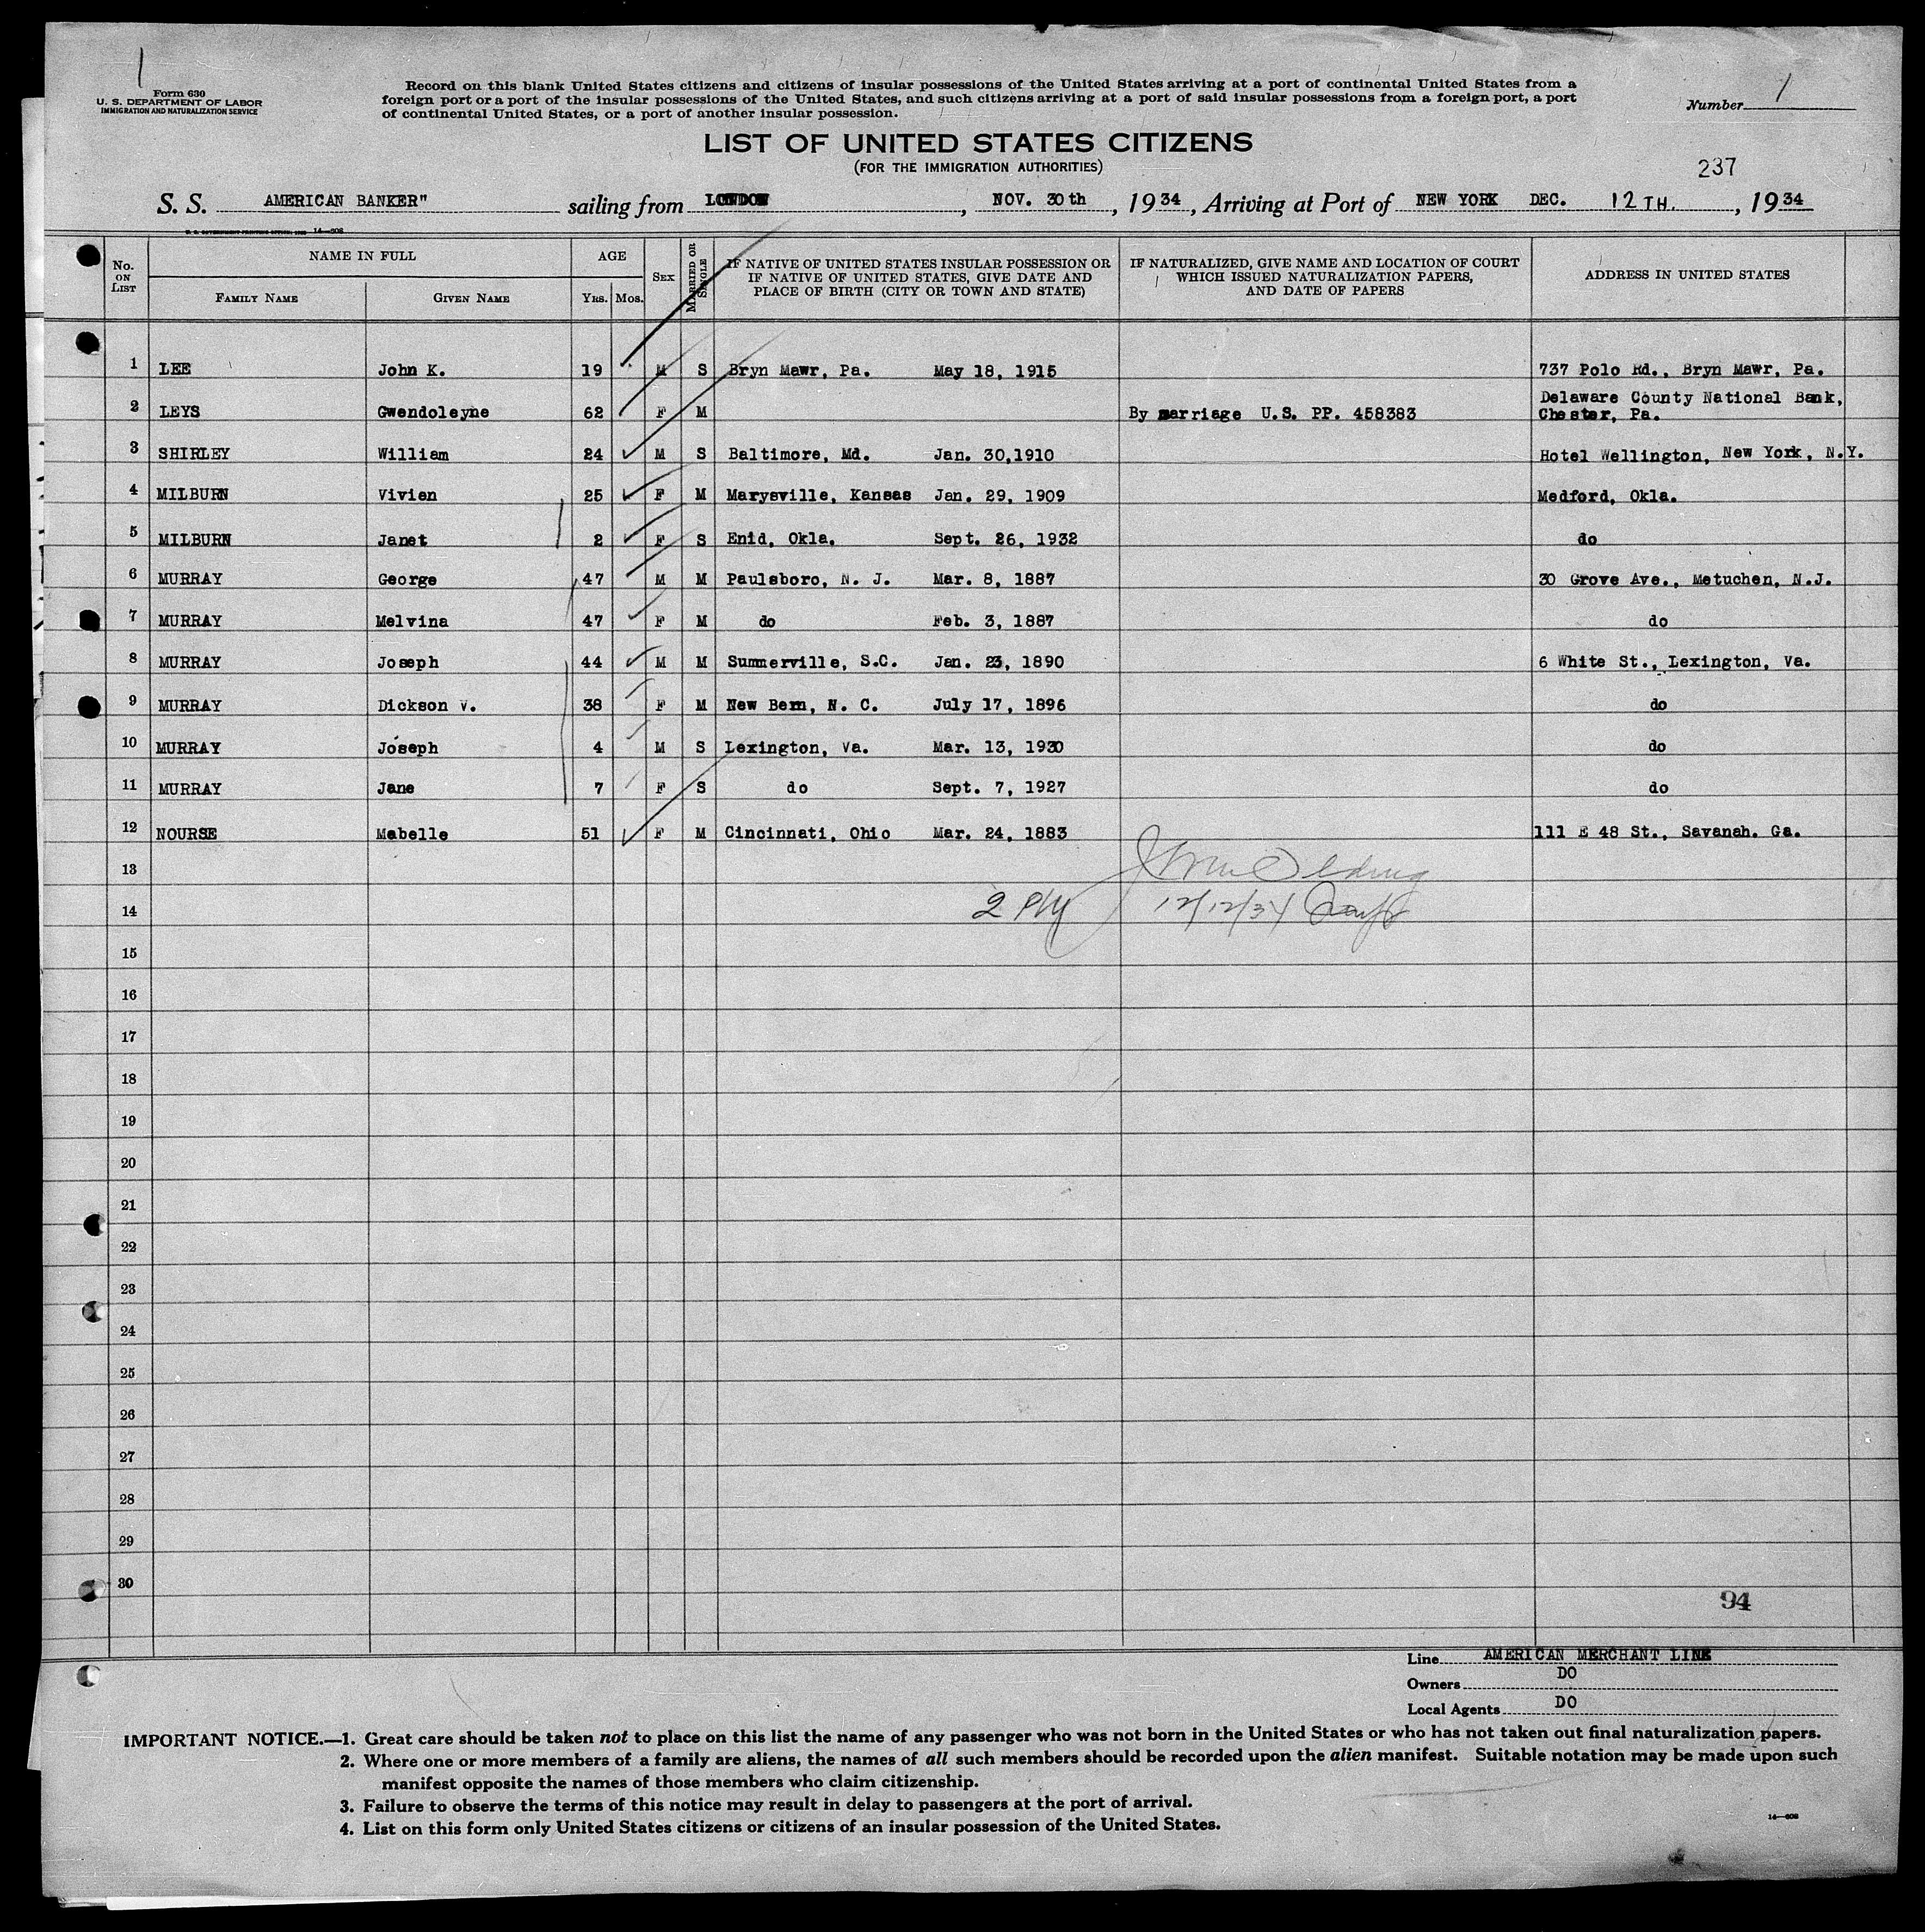 1
Form 630
U. S. DEPARTMENT OF LABOR
IMMIGRATION AND NATURALIZATION SERVICE
Record on this blank United States citizens and citizens of insular possessions of the United States arriving at a port of continental United States from a
foreign port or a port of the insular possessions of the United States, and such citizens arriving at a port of said insular possessions from a foreign port, a port
of continental United States, or a port of another insular possession.
Number 1
LIST OF UNITED STATES CITIZENS
(FOR THE IMMIGRATION AUTHORITIES)
237
S. S. AMERICAN BANKER" sailing from LONDON, NOV. 30th, 1934, Arriving at Port of NEW YORK DEC. 12TH., 1934
U. S. GOVERNMENT PRINTING OFFICE: 14—608
No. ON LIST NAME IN FULL FAMILY NAME GIVEN NAME AGE YRS. MOS. SEX MARRIED OR SINGLE IF NATIVE OF UNITED STATES INSULAR POSSESSION OR IF NATIVE OF UNITED STATES, GIVE DATE AND PLACE OF BIRTH (CITY OR TOWN AND STATE) IF NATURALIZED, GIVE NAME AND LOCATION OF COURT WHICH ISSUED NATURALIZATION PAPERS, AND DATE OF PAPERS ADDRESS IN UNITED STATES
1 LEE John K. 19 M S Bryn Mawr, Pa. May 18, 1915 737 Polo Rd., Bryn Mawr, Pa.
2 LEYS Gwendoleyne 62 F M By marriage U.S. PP. 458383 Delaware County National Bank, Chester, Pa.
3 SHIRLEY William 24 M S Baltimore, Md. Jan. 30,1910 Hotel Wellington, New York, N.Y.
4 MILBURN Vivien 25 F M Marysville, Kansas Jan. 29, 1909 Medford, Okla.
5 MILBURN Janet 2 F S Enid, Okla. Sept. 26, 1932 do
6 MURRAY George 47 M M Paulsboro, N. J. Mar. 8, 1887 30 Grove Ave., Metuchen, N.J.
7 MURRAY Melvina 47 F M do Feb. 3, 1887 do
8 MURRAY Joseph 44 M M Summerville, S.C. Jan. 23, 1890 6 White St., Lexington, Va.
9 MURRAY Dickson V. 38 F M New Bern, N. C. July 17, 1896 do
10 MURRAY Joseph 4 M S Lexington, Va. Mar. 13, 1930 do
11 MURRAY Jane 7 F S do Sept. 7, 1927 do
12 NOURSE Mabelle 51 F M Cincinnati, Ohio Mar. 24, 1883 111 E 48 St., Savanah. Ga.
13
14 2 12/12/34
15
16
17
18
19
20
21
22
23
24
25
26
27
28
29
30
94
Line AMERICAN MERCHANT LINE
Owners DO
Local Agents DO
IMPORTANT NOTICE.—1. Great care should be taken not to place on this list the name of any passenger who was not born in the United States or who has not taken out final naturalization papers.
2. Where one or more members of a family are aliens, the names of all such members should be recorded upon the alien manifest. Suitable notation may be made upon such
manifest opposite the names of those members who claim citizenship.
3. Failure to observe the terms of this notice may result in delay to passengers at the port of arrival.
4. List on this form only United States citizens or citizens of an insular possession of the United States.
14—608